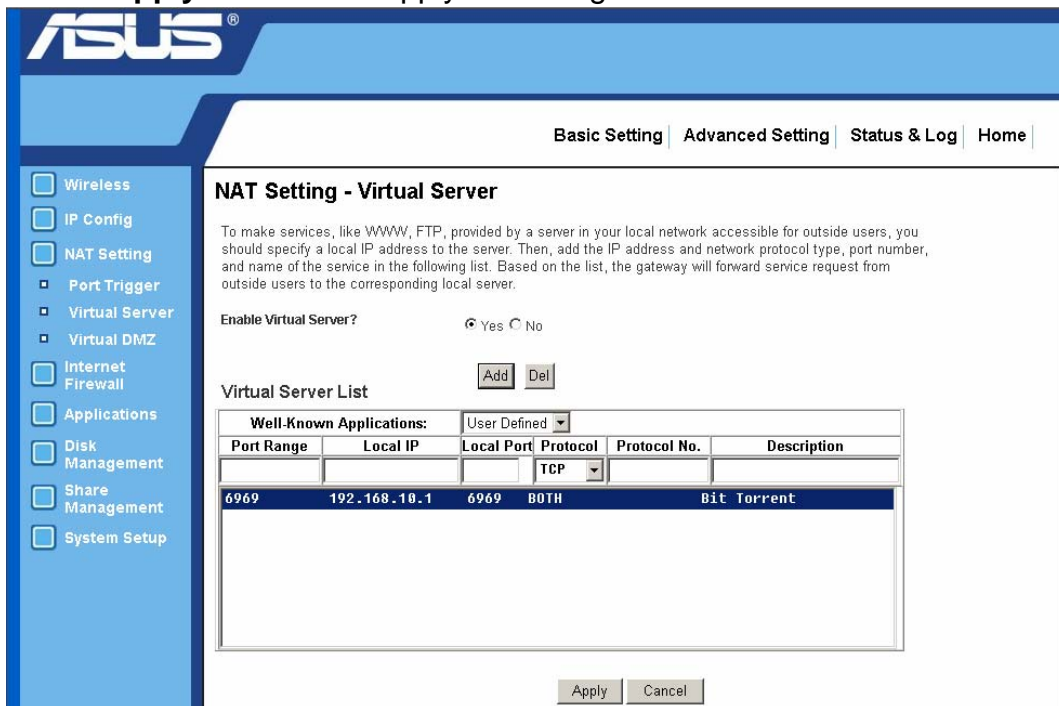 /ISUS®
Basic Setting Advanced Setting Status & Log Home
Wireless
IP Config
NAT Setting
Port Trigger
Virtual Server
Virtual DMZ
Internet
Firewall
Applications
Disk
Management
Share
Management
System Setup
NAT Setting - Virtual Server
To make services, like WWW, FTP, provided by a server in your local network accessible for outside users, you
should specify a local IP address to the server. Then, add the IP address and network protocol type, port number,
and name of the service in the following list. Based on the list, the gateway will forward service request from
outside users to the corresponding local server.
Enable Virtual Server? Yes No
Add Del
Virtual Server List
Well-Known Applications: User Defined
Port Range Local IP Local Port Protocol Protocol No. Description
TCP
6969 192.168.10.1 6969 BOTH Bit Torrent
Apply Cancel